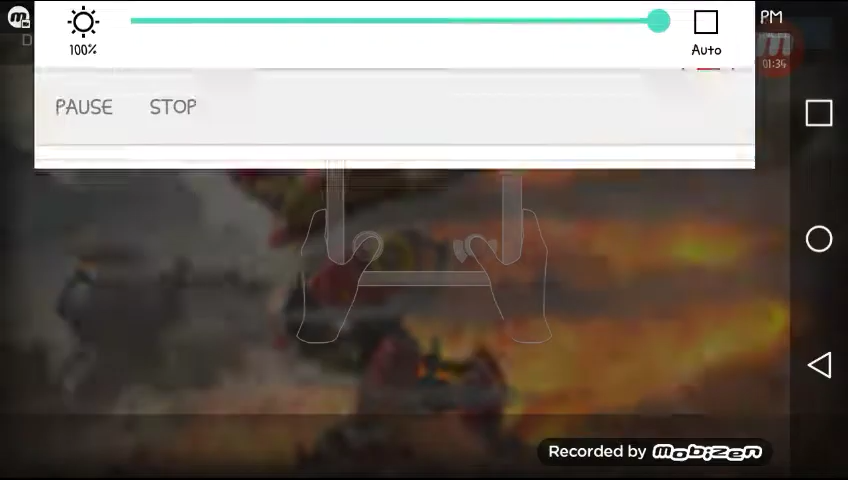 PM
D
100%
Auto
01:34
PAUSE STOP
Recorded by Mobizen